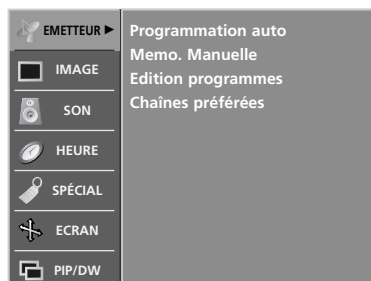 EMETTEUR ►
IMAGE
SON
HEURE
SPÉCIAL
ECRAN
PIP/DW
Programmation auto
Memo. Manuelle
Edition programmes
Chaînes préférées